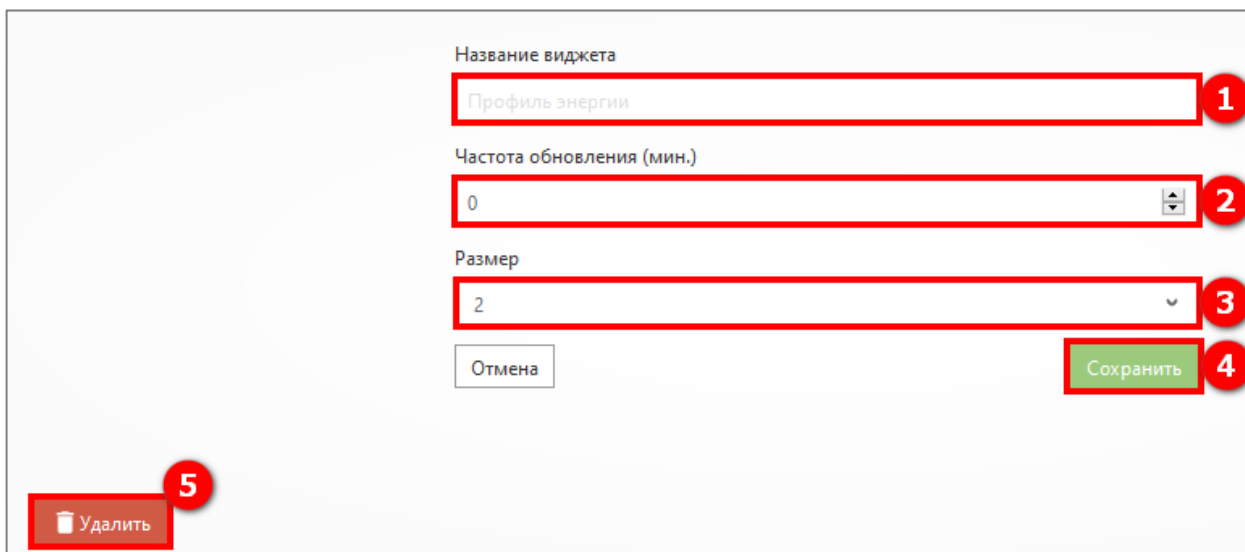 Название виджета
Профиль энергии
1
Частота обновления (мин.)
0
2
Размер
2
3
Отмена
Сохранить
4
5
Удалить